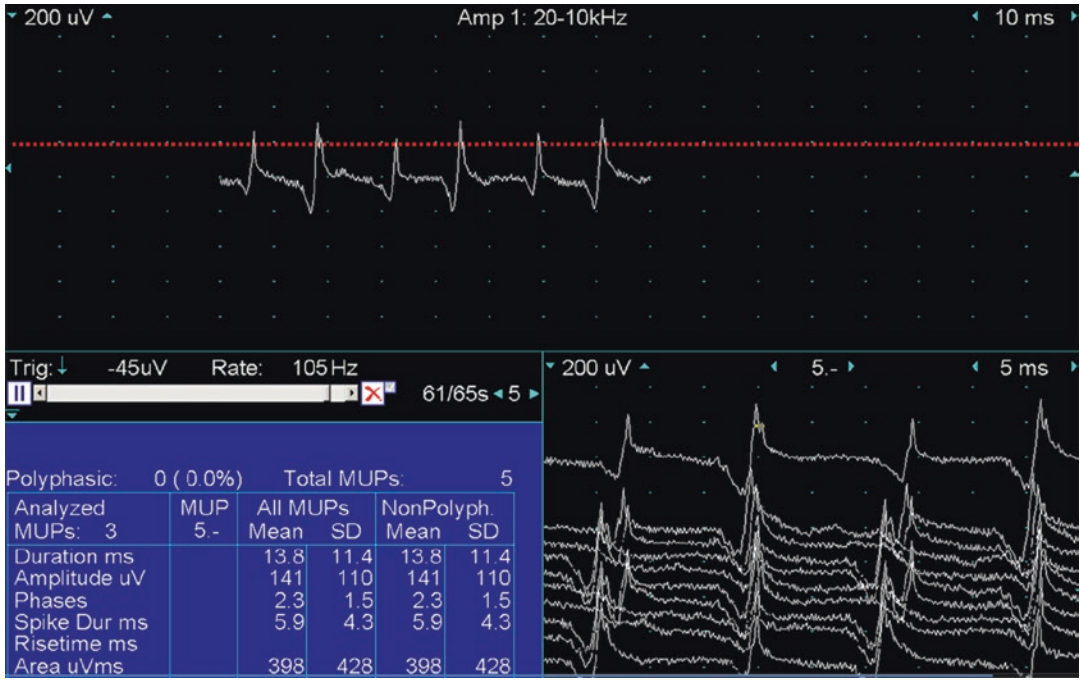 200 uV Amp 1: 20-10kHz 10 ms
Trig: -45uV Rate: 105 Hz
61/65s 5
200 uV 5.- 5 ms
Polyphasic: 0 ( 0.0%) Total MUPs: 5
Analyzed MUP All MUPs NonPolyph.
MUPs: 3 5.- Mean SD Mean SD
Duration ms 13.8 11.4 13.8 11.4
Amplitude uV 141 110 141 110
Phases 2.3 1.5 2.3 1.5
Spike Dur ms 5.9 4.3 5.9 4.3
Risetime ms
Area uVms 398 428 398 428